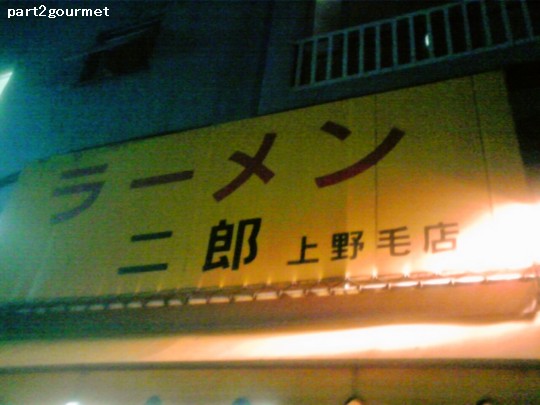 part2gourmet
ラーメン
二郎 上野毛店